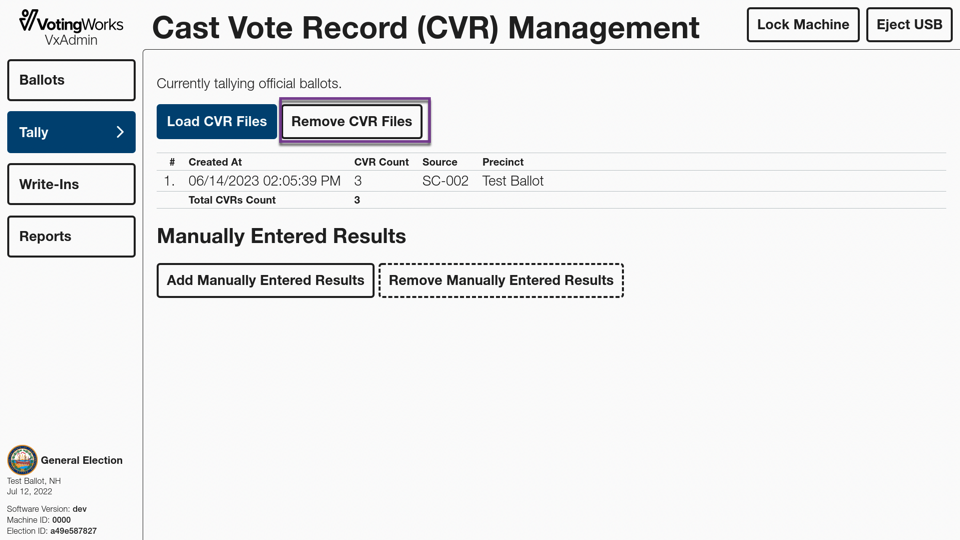 VotingWorks
VxAdmin
Cast Vote Record (CVR) Management
Lock Machine
Eject USB
Ballots
Tally
Write-Ins
Reports
Currently tallying official ballots.
Load CVR Files
Remove CVR Files
# Created At CVR Count Source Precinct
1. 06/14/2023 02:05:39 PM 3 SC-002 Test Ballot
Total CVRs Count 3
Manually Entered Results
Add Manually Entered Results
Remove Manually Entered Results
General Election
Test Ballot, NH
Jul 12, 2022
Software Version: dev
Machine ID: 0000
Election ID: a49e587827